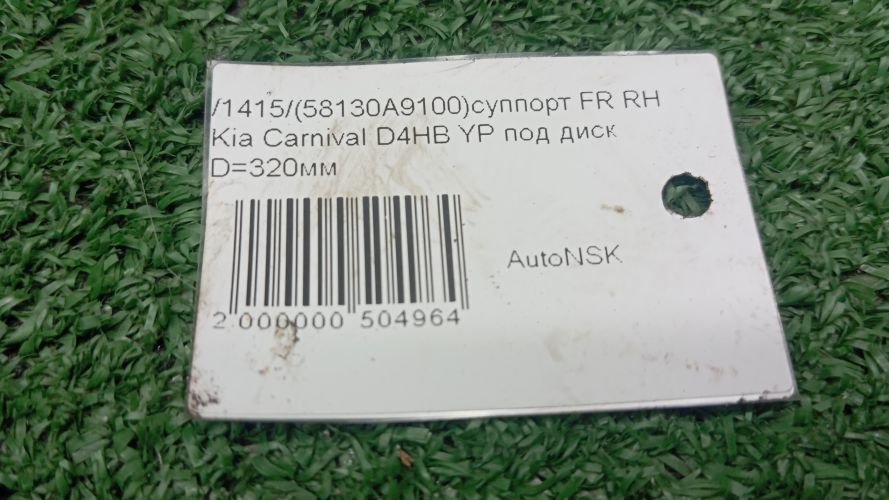 /1415/(58130A9100)суппорт FR RH
Kia Carnival D4HB YP под диск
D=320мм
AutoNSK
2 000000 504964